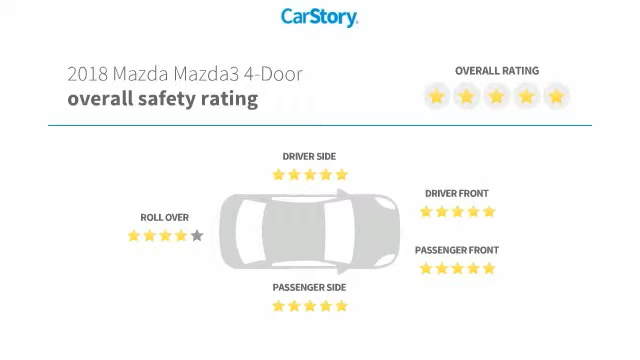 CarStory.
2018 Mazda Mazda3 4-Door
overall safety rating
OVERALL RATING
DRIVER SIDE
DRIVER FRONT
ROLL OVER
PASSENGER FRONT
PASSENGER SIDE